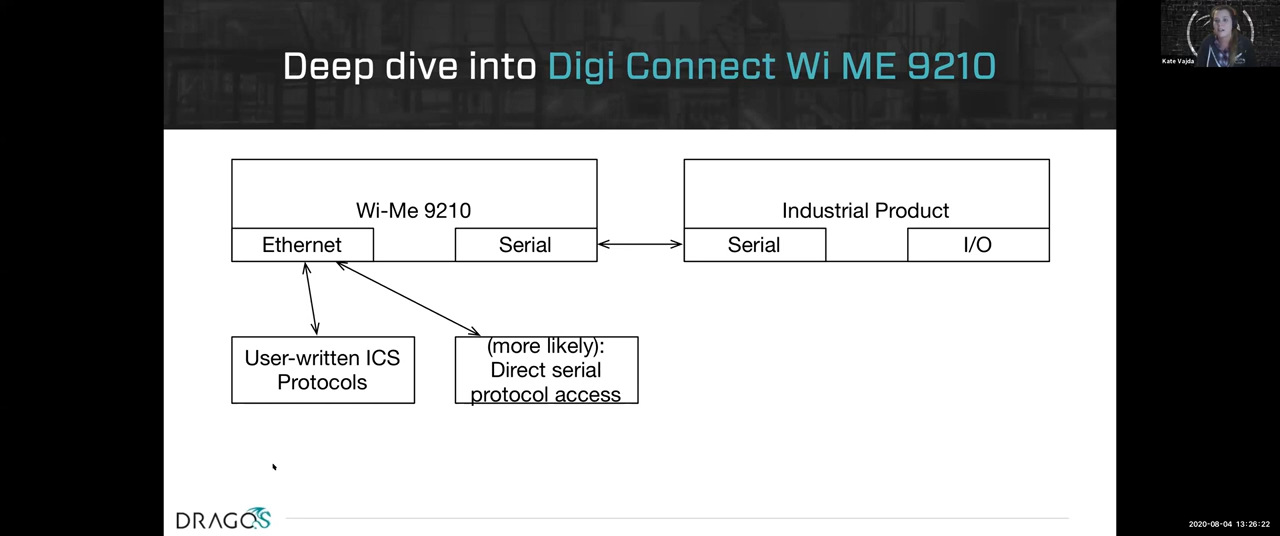 Deep dive into Digi Connect Wi ME 9210
Kate Vajda
Wi-Me 9210
Industrial Product
Ethernet
Serial
Serial
I/O
User-written ICS
Protocols
(more likely):
Direct serial
protocol access
DRAGOS
2020-08-04 13:26:22